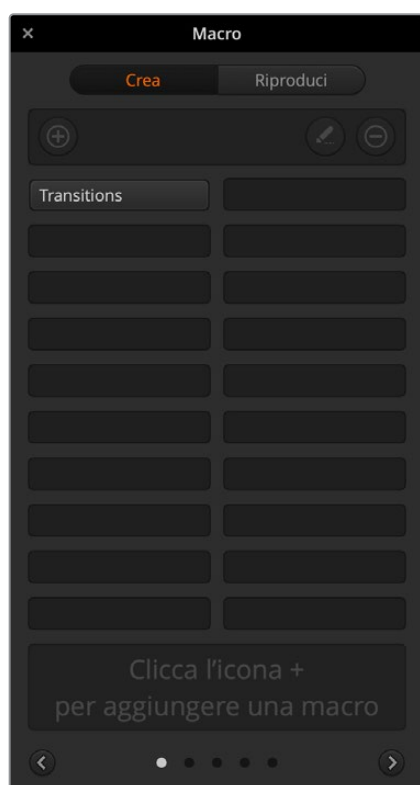 Macro
Crea Riproduci
Transitions
Clicca l'icona +
per aggiungere una macro